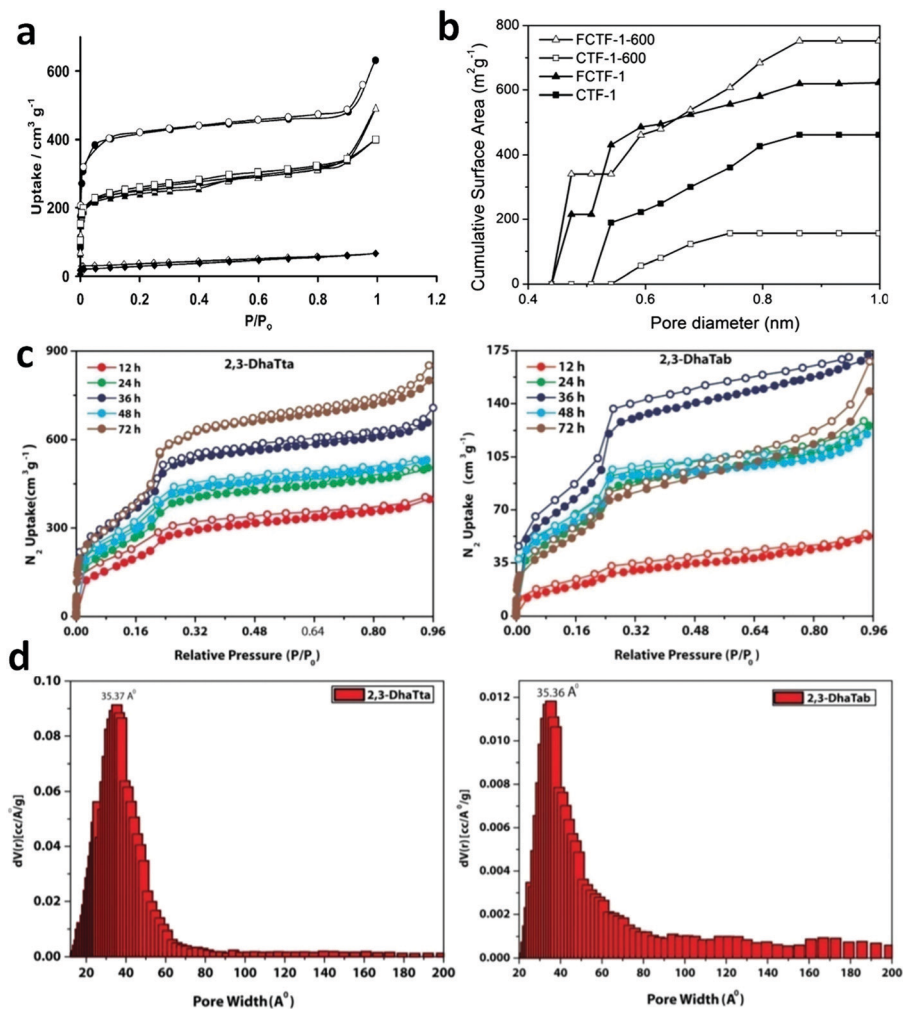 a
Uptake / cm³ g⁻¹
600
400
200
0
0
0.2
0.4
0.6
0.8
1
1.2
P/P₀
b
Cumulative Surface Area (m²g⁻¹)
800
600
400
200
0
FCTF-1-600
CTF-1-600
FCTF-1
CTF-1
0.4
0.5
0.6
0.7
0.8
0.9
1.0
Pore diameter (nm)
c
N₂ Uptake(cm³ g⁻¹)
900
600
300
0
2,3-DhaTta
12 h
24 h
36 h
48 h
72 h
0.00
0.16
0.32
0.48
0.64
0.80
0.96
Relative Pressure (P/P₀)
N₂ Uptake (cm³ g⁻¹)
175
140
105
70
35
0
2,3-DhaTab
12 h
24 h
36 h
48 h
72 h
0.00
0.16
0.32
0.48
0.64
0.80
0.96
Relative Pressure (P/P₀)
d
dV(r)[cc/A⁰/g]
0.10
0.08
0.06
0.04
0.02
0.00
35.37 A⁰
2,3-DhaTta
20
40
60
80
100
120
140
160
180
200
Pore Width(A⁰)
dV(r)[cc/A⁰/g]
0.012
0.010
0.008
0.006
0.004
0.002
0.000
35.36 A⁰
2,3-DhaTab
20
40
60
80
100
120
140
160
180
200
Pore Width (A⁰)